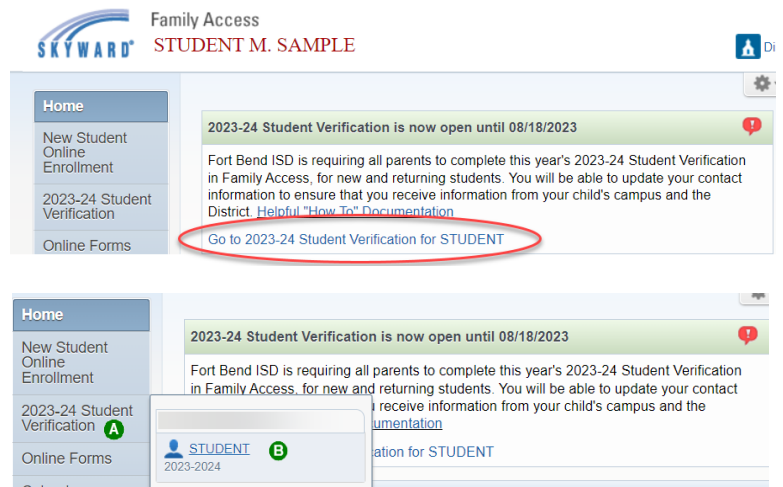 Family Access
SKYWARD® STUDENT M. SAMPLE
Di
Home
New Student
Online
Enrollment
2023-24 Student
Verification
Online Forms
2023-24 Student Verification is now open until 08/18/2023
Fort Bend ISD is requiring all parents to complete this year's 2023-24 Student Verification
in Family Access, for new and returning students. You will be able to update your contact
information to ensure that you receive information from your child's campus and the
District. Helpful "How To" Documentation
Go to 2023-24 Student Verification for STUDENT
Home
New Student
Online
Enrollment
2023-24 Student
Verification A
Online Forms
2023-24 Student Verification is now open until 08/18/2023
Fort Bend ISD is requiring all parents to complete this year's 2023-24 Student Verification
in Family Access, for new and returning students. You will be able to update your contact
receive information from your child's campus and the
umentation
ation for STUDENT
STUDENT B
2023-2024